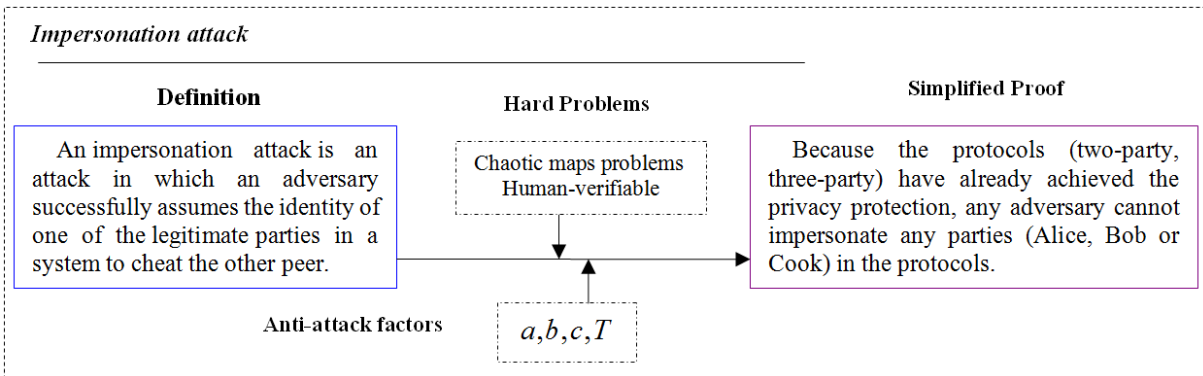 Impersonation attack
Definition
An impersonation attack is an
attack in which an adversary
successfully assumes the identity of
one of the legitimate parties in a
system to cheat the other peer.
Hard Problems
Chaotic maps problems
Human-verifiable
Anti-attack factors
a,b,c,T
Simplified Proof
Because the protocols (two-party,
three-party) have already achieved the
privacy protection, any adversary cannot
impersonate any parties (Alice, Bob or
Cook) in the protocols.